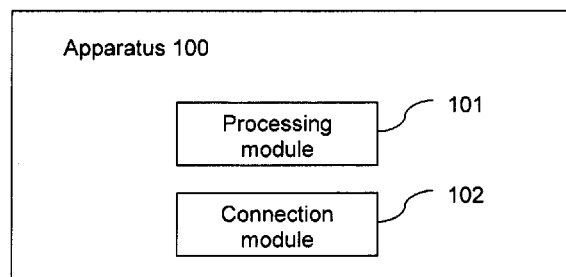 Apparatus 100
101
Processing
module
102
Connection
module